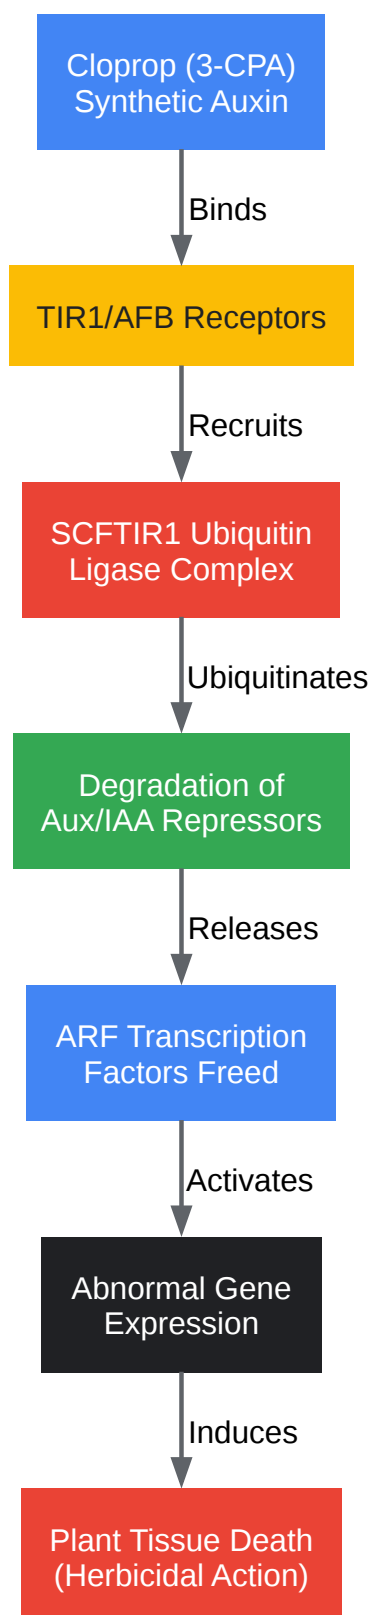 Cloprop (3-CPA)
Synthetic Auxin
Binds
TIR1/AFB Receptors
Recruits
SCFTIR1 Ubiquitin
Ligase Complex
Ubiquitinates
Degradation of
Aux/IAA Repressors
Releases
ARF Transcription
Factors Freed
Activates
Abnormal Gene
Expression
Induces
Plant Tissue Death
(Herbicidal Action)